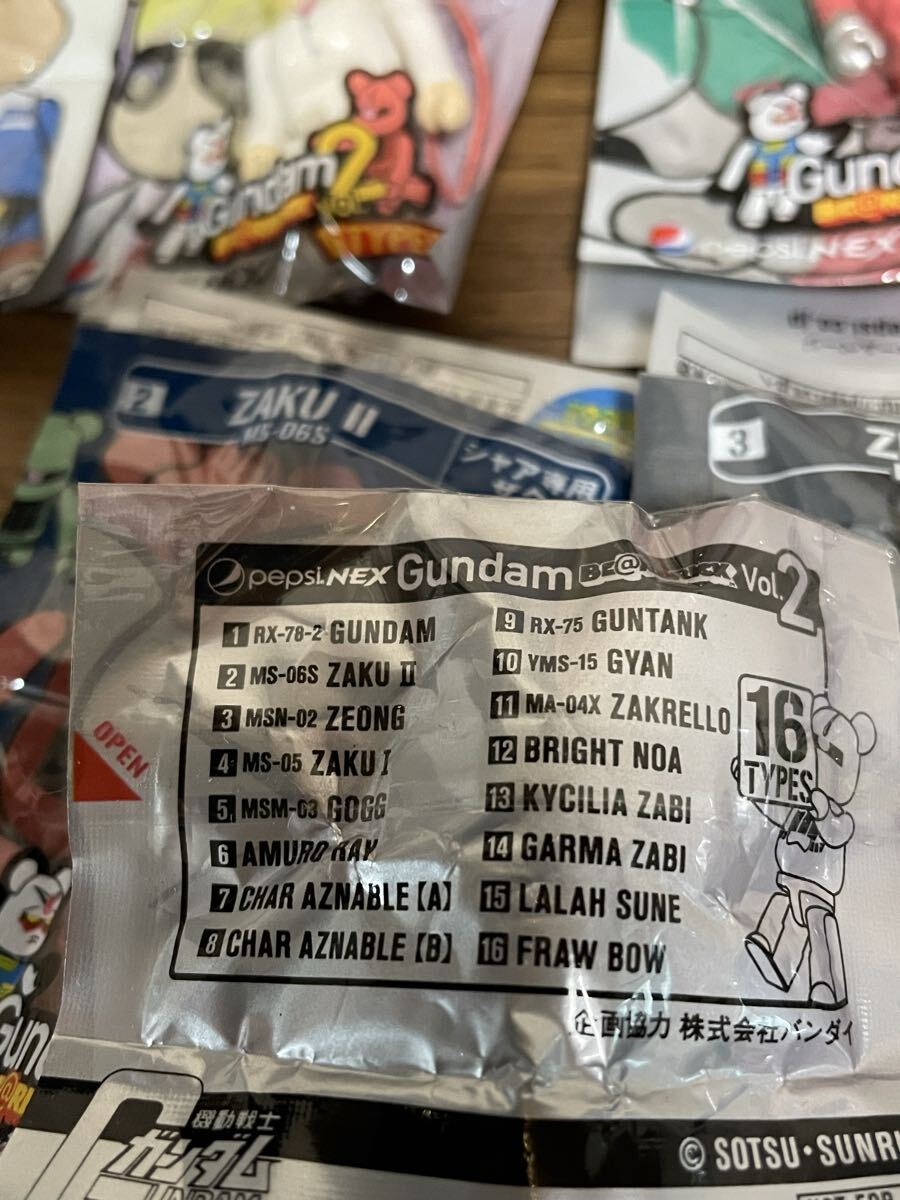 Gundam 2
TYPE
Gun
pepsi NEX
2 ZAKU II
MS-06S
シャア専用
3 Z
pepsi NEX Gundam BE@RBRICK Vol.2
1 RX-78-2 GUNDAM
2 MS-06S ZAKU II
3 MSN-02 ZEONG
4 MS-05 ZAKU I
5 MSM-03 GOGG
6 AMURO RAY
7 CHAR AZNABLE【A】
8 CHAR AZNABLE【B】
9 RX-75 GUNTANK
10 YMS-15 GYAN
11 MA-04X ZAKRELLO
12 BRIGHT NOA
13 KYCILIA ZABI
14 GARMA ZABI
15 LALAH SUNE
16 FRAW BOW
16
TYPES
OPEN
企画協力 株式会社バンダイ
Gun
機動戦士
ガンダム
GUNDAM
© SOTSU・SUNRI